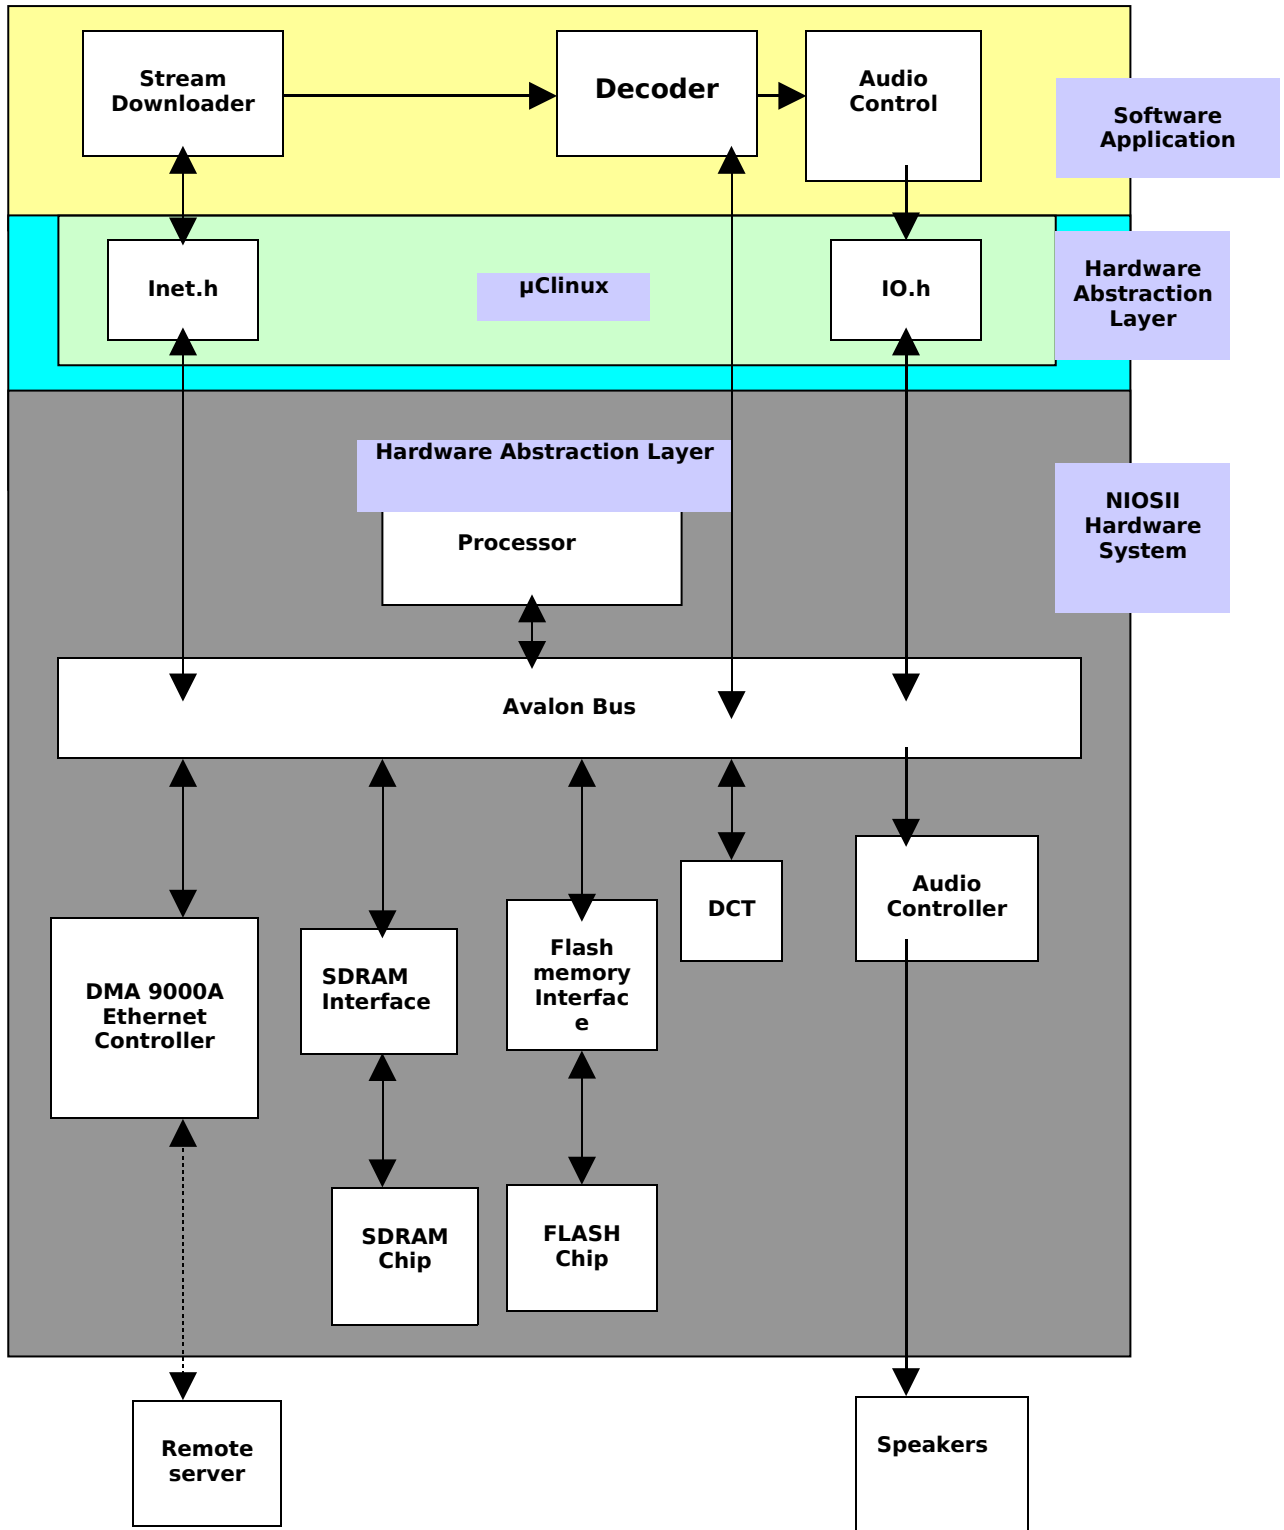 Stream
Downloader
Decoder
Audio
Control
Software
Application
Inet.h
µClinux
IO.h
Hardware
Abstraction
Layer
Hardware Abstraction Layer
Processor
NIOSII
Hardware
System
Avalon Bus
DMA 9000A
Ethernet
Controller
SDRAM
Interface
Flash
memory
Interfac
e
DCT
Audio
Controller
SDRAM
Chip
FLASH
Chip
Remote
server
Speakers